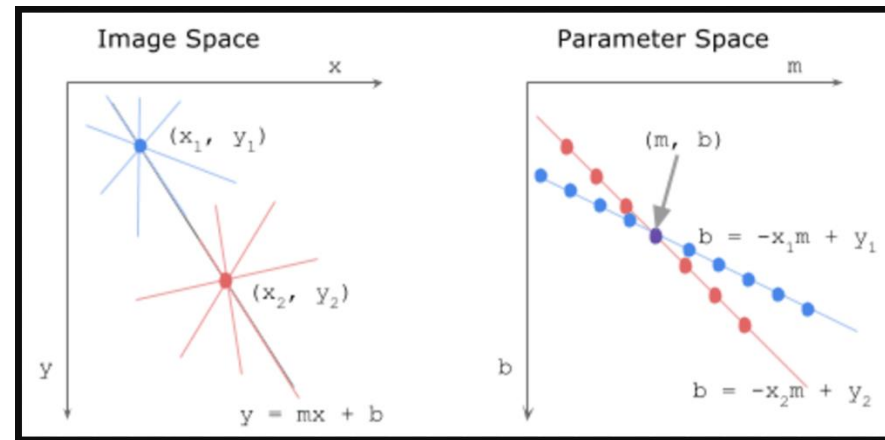 Image Space
x
(x₁, y₁)
(x₂, y₂)
y
y = mx + b
Parameter Space
m
(m, b)
b = -x₁m + y₁
b
b = -x₂m + y₂